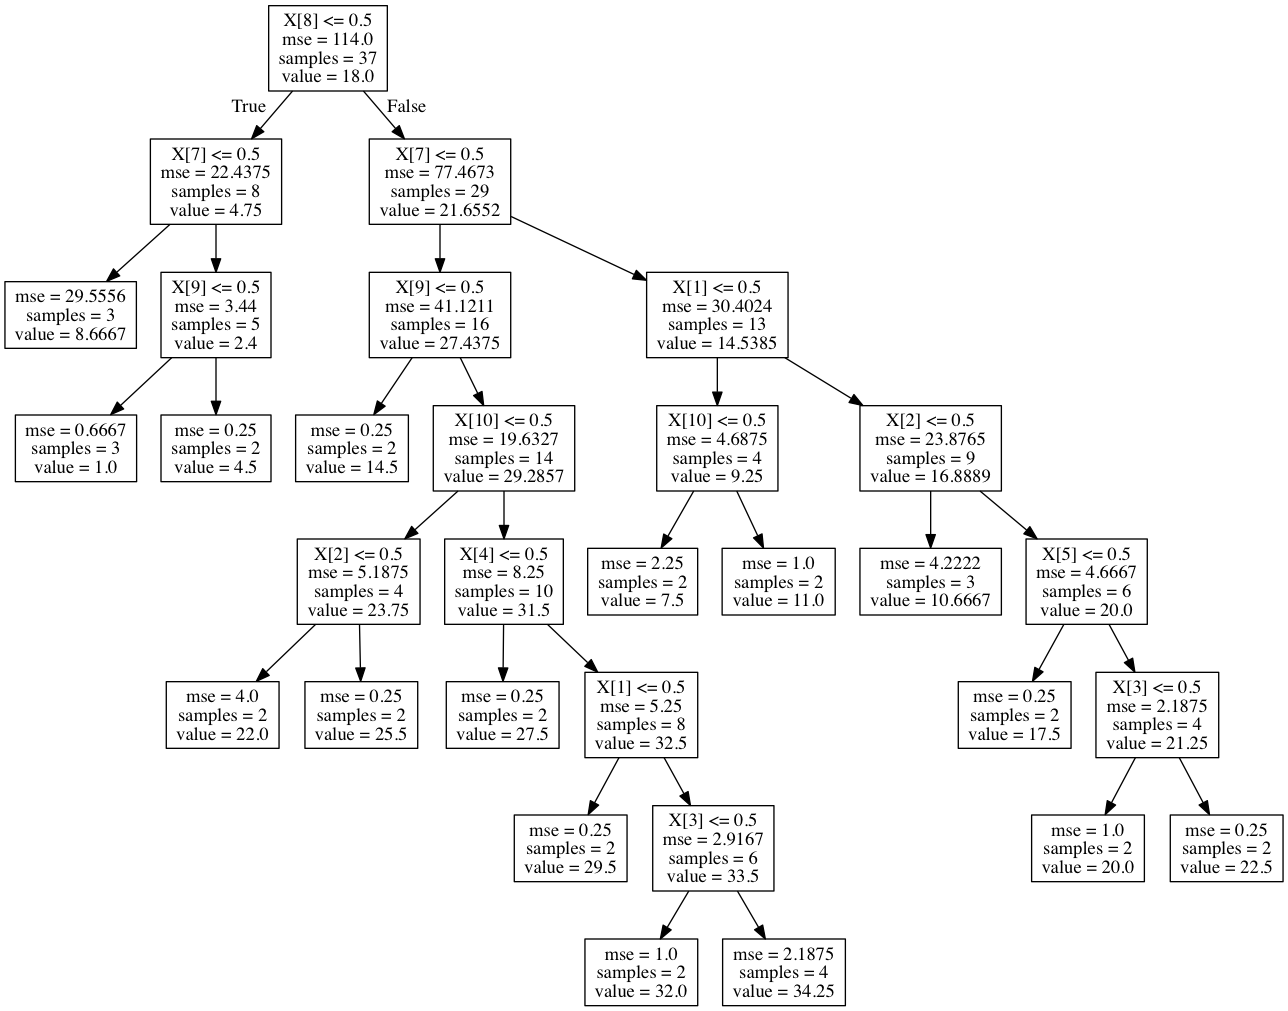 X[8] <= 0.5
mse = 114.0
samples = 37
value = 18.0
True
False
X[7] <= 0.5
mse = 22.4375
samples = 8
value = 4.75
X[7] <= 0.5
mse = 77.4673
samples = 29
value = 21.6552
mse = 29.5556
samples = 3
value = 8.6667
X[9] <= 0.5
mse = 3.44
samples = 5
value = 2.4
X[9] <= 0.5
mse = 41.1211
samples = 16
value = 27.4375
X[1] <= 0.5
mse = 30.4024
samples = 13
value = 14.5385
mse = 0.6667
samples = 3
value = 1.0
mse = 0.25
samples = 2
value = 4.5
mse = 0.25
samples = 2
value = 14.5
X[10] <= 0.5
mse = 19.6327
samples = 14
value = 29.2857
X[10] <= 0.5
mse = 4.6875
samples = 4
value = 9.25
X[2] <= 0.5
mse = 23.8765
samples = 9
value = 16.8889
X[2] <= 0.5
mse = 5.1875
samples = 4
value = 23.75
X[4] <= 0.5
mse = 8.25
samples = 10
value = 31.5
mse = 2.25
samples = 2
value = 7.5
mse = 1.0
samples = 2
value = 11.0
mse = 4.2222
samples = 3
value = 10.6667
X[5] <= 0.5
mse = 4.6667
samples = 6
value = 20.0
mse = 4.0
samples = 2
value = 22.0
mse = 0.25
samples = 2
value = 25.5
mse = 0.25
samples = 2
value = 27.5
X[1] <= 0.5
mse = 5.25
samples = 8
value = 32.5
mse = 0.25
samples = 2
value = 17.5
X[3] <= 0.5
mse = 2.1875
samples = 4
value = 21.25
mse = 0.25
samples = 2
value = 29.5
X[3] <= 0.5
mse = 2.9167
samples = 6
value = 33.5
mse = 1.0
samples = 2
value = 20.0
mse = 0.25
samples = 2
value = 22.5
mse = 1.0
samples = 2
value = 32.0
mse = 2.1875
samples = 4
value = 34.25